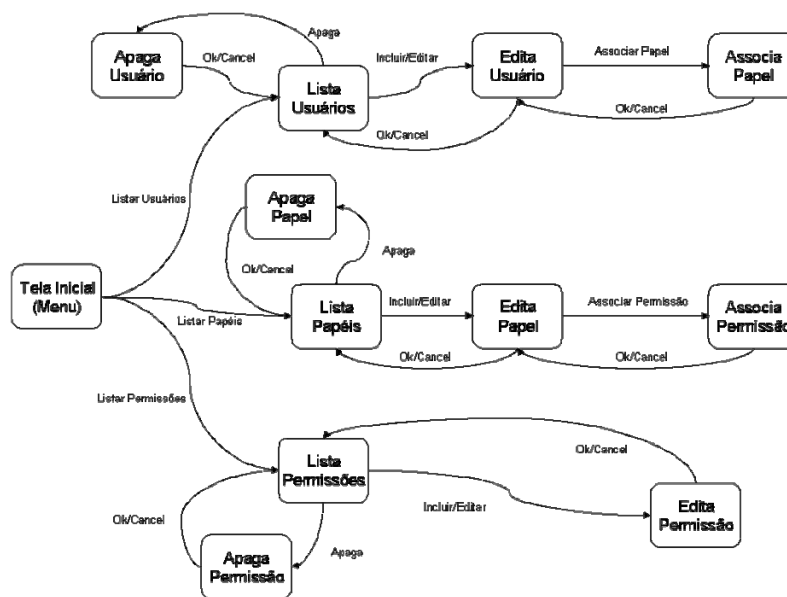 Apaga
Apaga
Usuário
Ok/Cancel
Lista
Usuários
Incluir/Editar
Edita
Usuário
Associar Papel
Associa
Papel
Ok/Cancel
Ok/Cancel
Listar Usuários
Apaga
Papel
Apaga
Ok/Cancel
Tela Inicial
(Menu)
Listar Papéis
Lista
Papéis
Incluir/Editar
Edita
Papel
Associar Permissão
Associa
Permissão
Ok/Cancel
Ok/Cancel
Listar Permissões
Lista
Permissões
Ok/Cancel
Incluir/Editar
Edita
Permissão
Ok/Cancel
Apaga
Permissão
Apaga